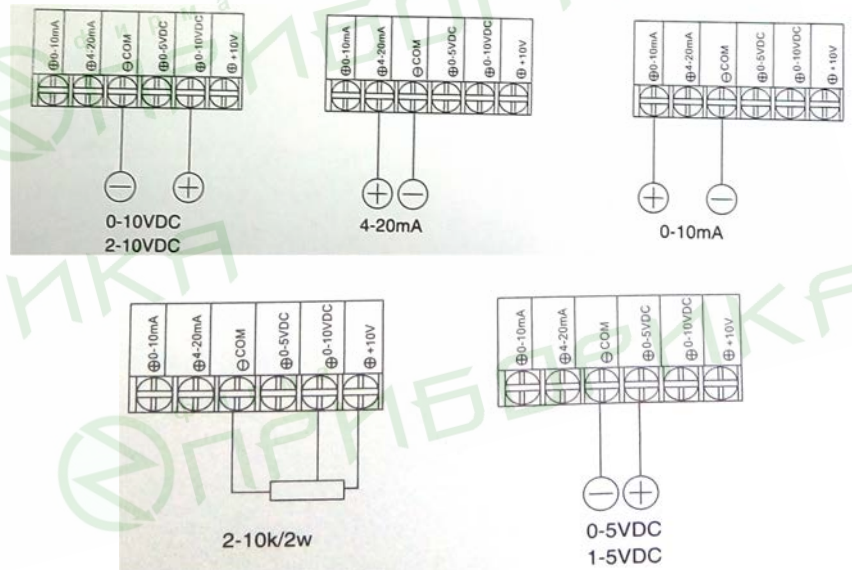 ⊕0-10mA
⊕4-20mA
⊖COM
⊕0-5VDC
⊕0-10VDC
⊕+10V
0-10VDC
2-10VDC
⊕0-10mA
⊕4-20mA
⊖COM
⊕0-5VDC
⊕0-10VDC
⊕+10V
4-20mA
⊕0-10mA
⊕4-20mA
⊖COM
⊕0-5VDC
⊕0-10VDC
⊕+10V
0-10mA
⊕0-10mA
⊕4-20mA
⊖COM
⊕0-5VDC
⊕0-10VDC
⊕+10V
2-10k/2w
⊕0-10mA
⊕4-20mA
⊖COM
⊕0-5VDC
⊕0-10VDC
⊕+10V
0-5VDC
1-5VDC
фирма
ПРИБОРИКА
ПРИБОРИКА